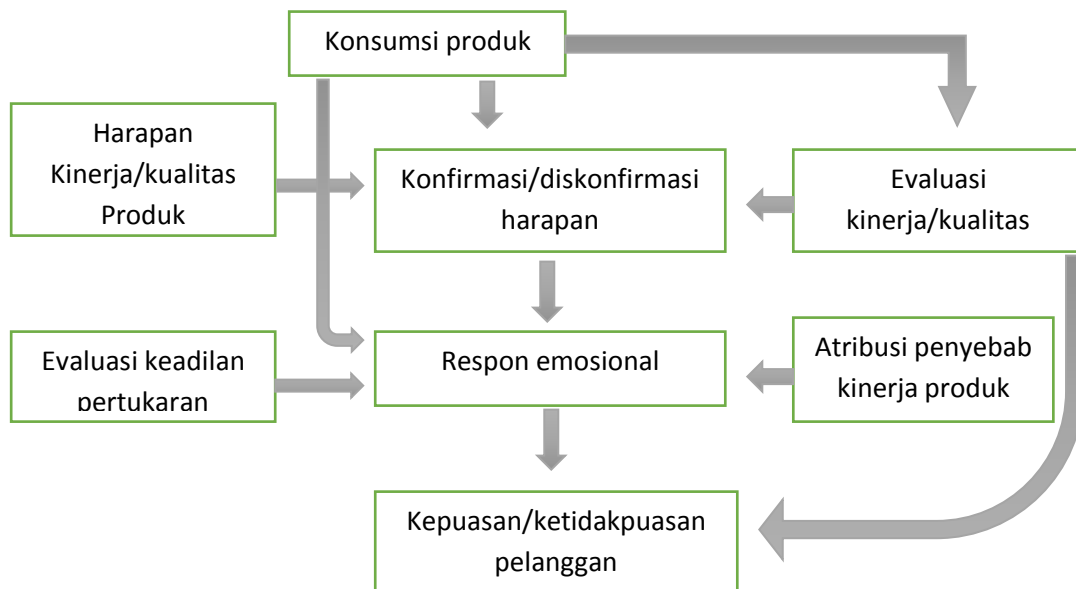 Konsumsi produk
Harapan
Kinerja/kualitas
Produk
Konfirmasi/diskonfirmasi
harapan
Evaluasi
kinerja/kualitas
Evaluasi keadilan
pertukaran
Respon emosional
Atribusi penyebab
kinerja produk
Kepuasan/ketidakpuasan
pelanggan